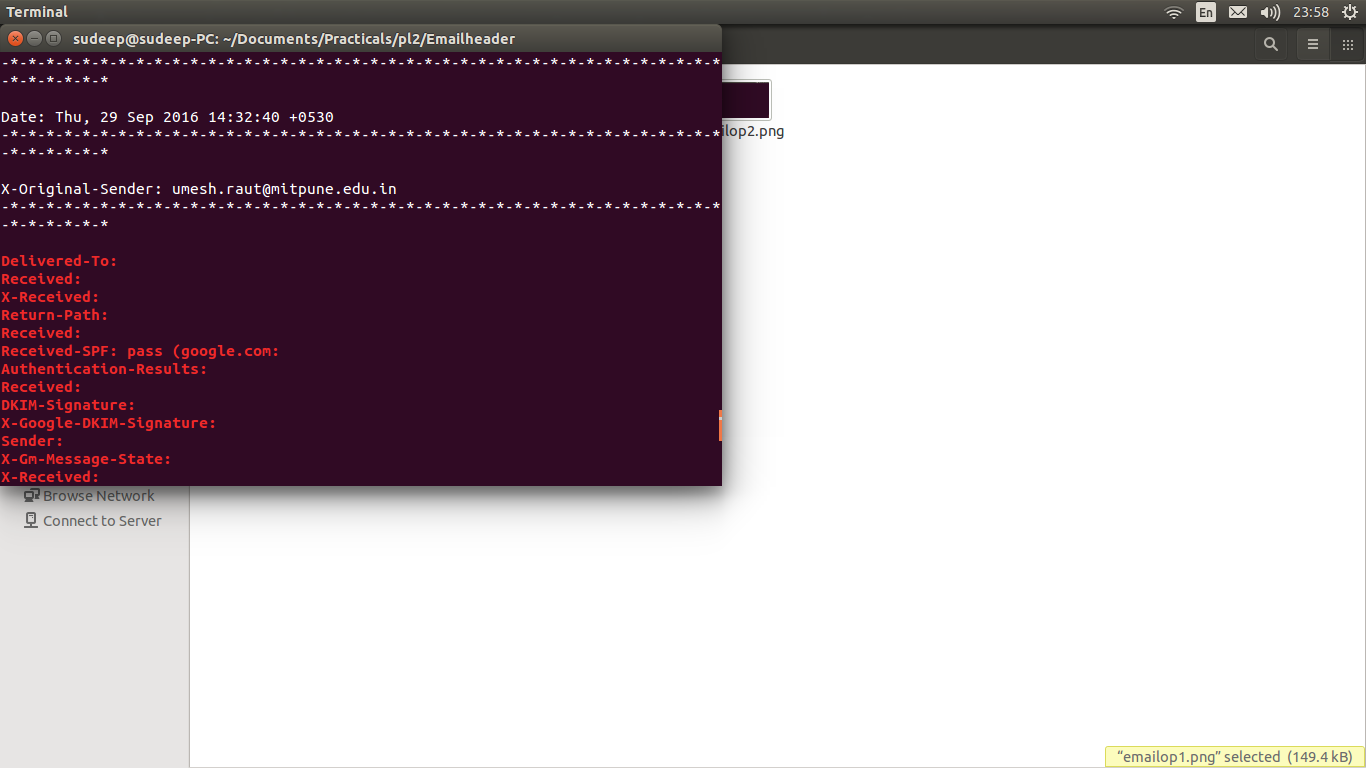 Terminal
En
23:58
sudeep@sudeep-PC: ~/Documents/Practicals/pl2/Emailheader
-*-*-*-*-*-*-*-*-*-*-*-*-*-*-*-*-*-*-*-*-*-*-*-*-*-*-*-*-*-*-*-*-*-*-*-*-*-*-*-*
-*-*-*-*-*-*
Date: Thu, 29 Sep 2016 14:32:40 +0530
-*-*-*-*-*-*-*-*-*-*-*-*-*-*-*-*-*-*-*-*-*-*-*-*-*-*-*-*-*-*-*-*-*-*-*-*-*-*-*-*
-*-*-*-*-*-*
X-Original-Sender: umesh.raut@mitpune.edu.in
-*-*-*-*-*-*-*-*-*-*-*-*-*-*-*-*-*-*-*-*-*-*-*-*-*-*-*-*-*-*-*-*-*-*-*-*-*-*-*-*
-*-*-*-*-*-*
Delivered-To:
Received:
X-Received:
Return-Path:
Received:
Received-SPF: pass (google.com:
Authentication-Results:
Received:
DKIM-Signature:
X-Google-DKIM-Signature:
Sender:
X-Gm-Message-State:
X-Received:
ilop2.png
Browse Network
Connect to Server
“emailop1.png” selected (149.4 kB)